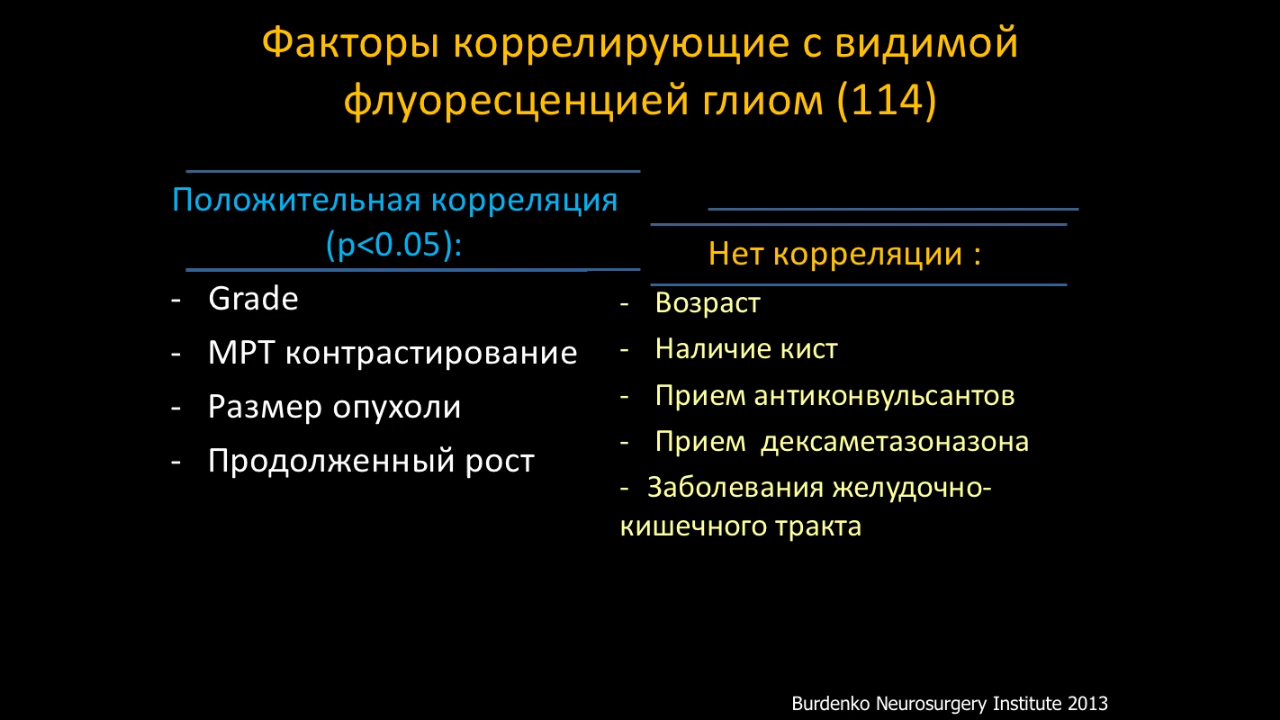 Факторы коррелирующие с видимой
флуоресценцией глиом (114)
Положительная корреляция
(p<0.05):
- Grade
- МРТ контрастирование
- Размер опухоли
- Продолженный рост
Нет корреляции :
- Возраст
- Наличие кист
- Прием антиконвульсантов
- Прием дексаметазоназона
- Заболевания желудочно-
кишечного тракта
Burdenko Neurosurgery Institute 2013